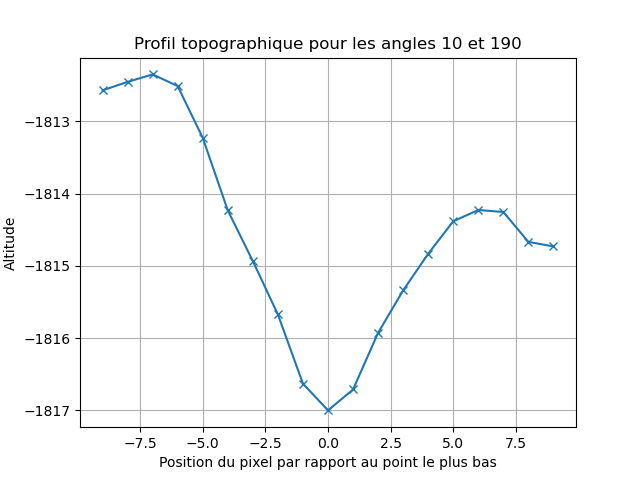 Profil topographique pour les angles 10 et 190
Altitude
−1813
−1814
−1815
−1816
−1817
−7.5 −5.0 −2.5 0.0 2.5 5.0 7.5
Position du pixel par rapport au point le plus bas